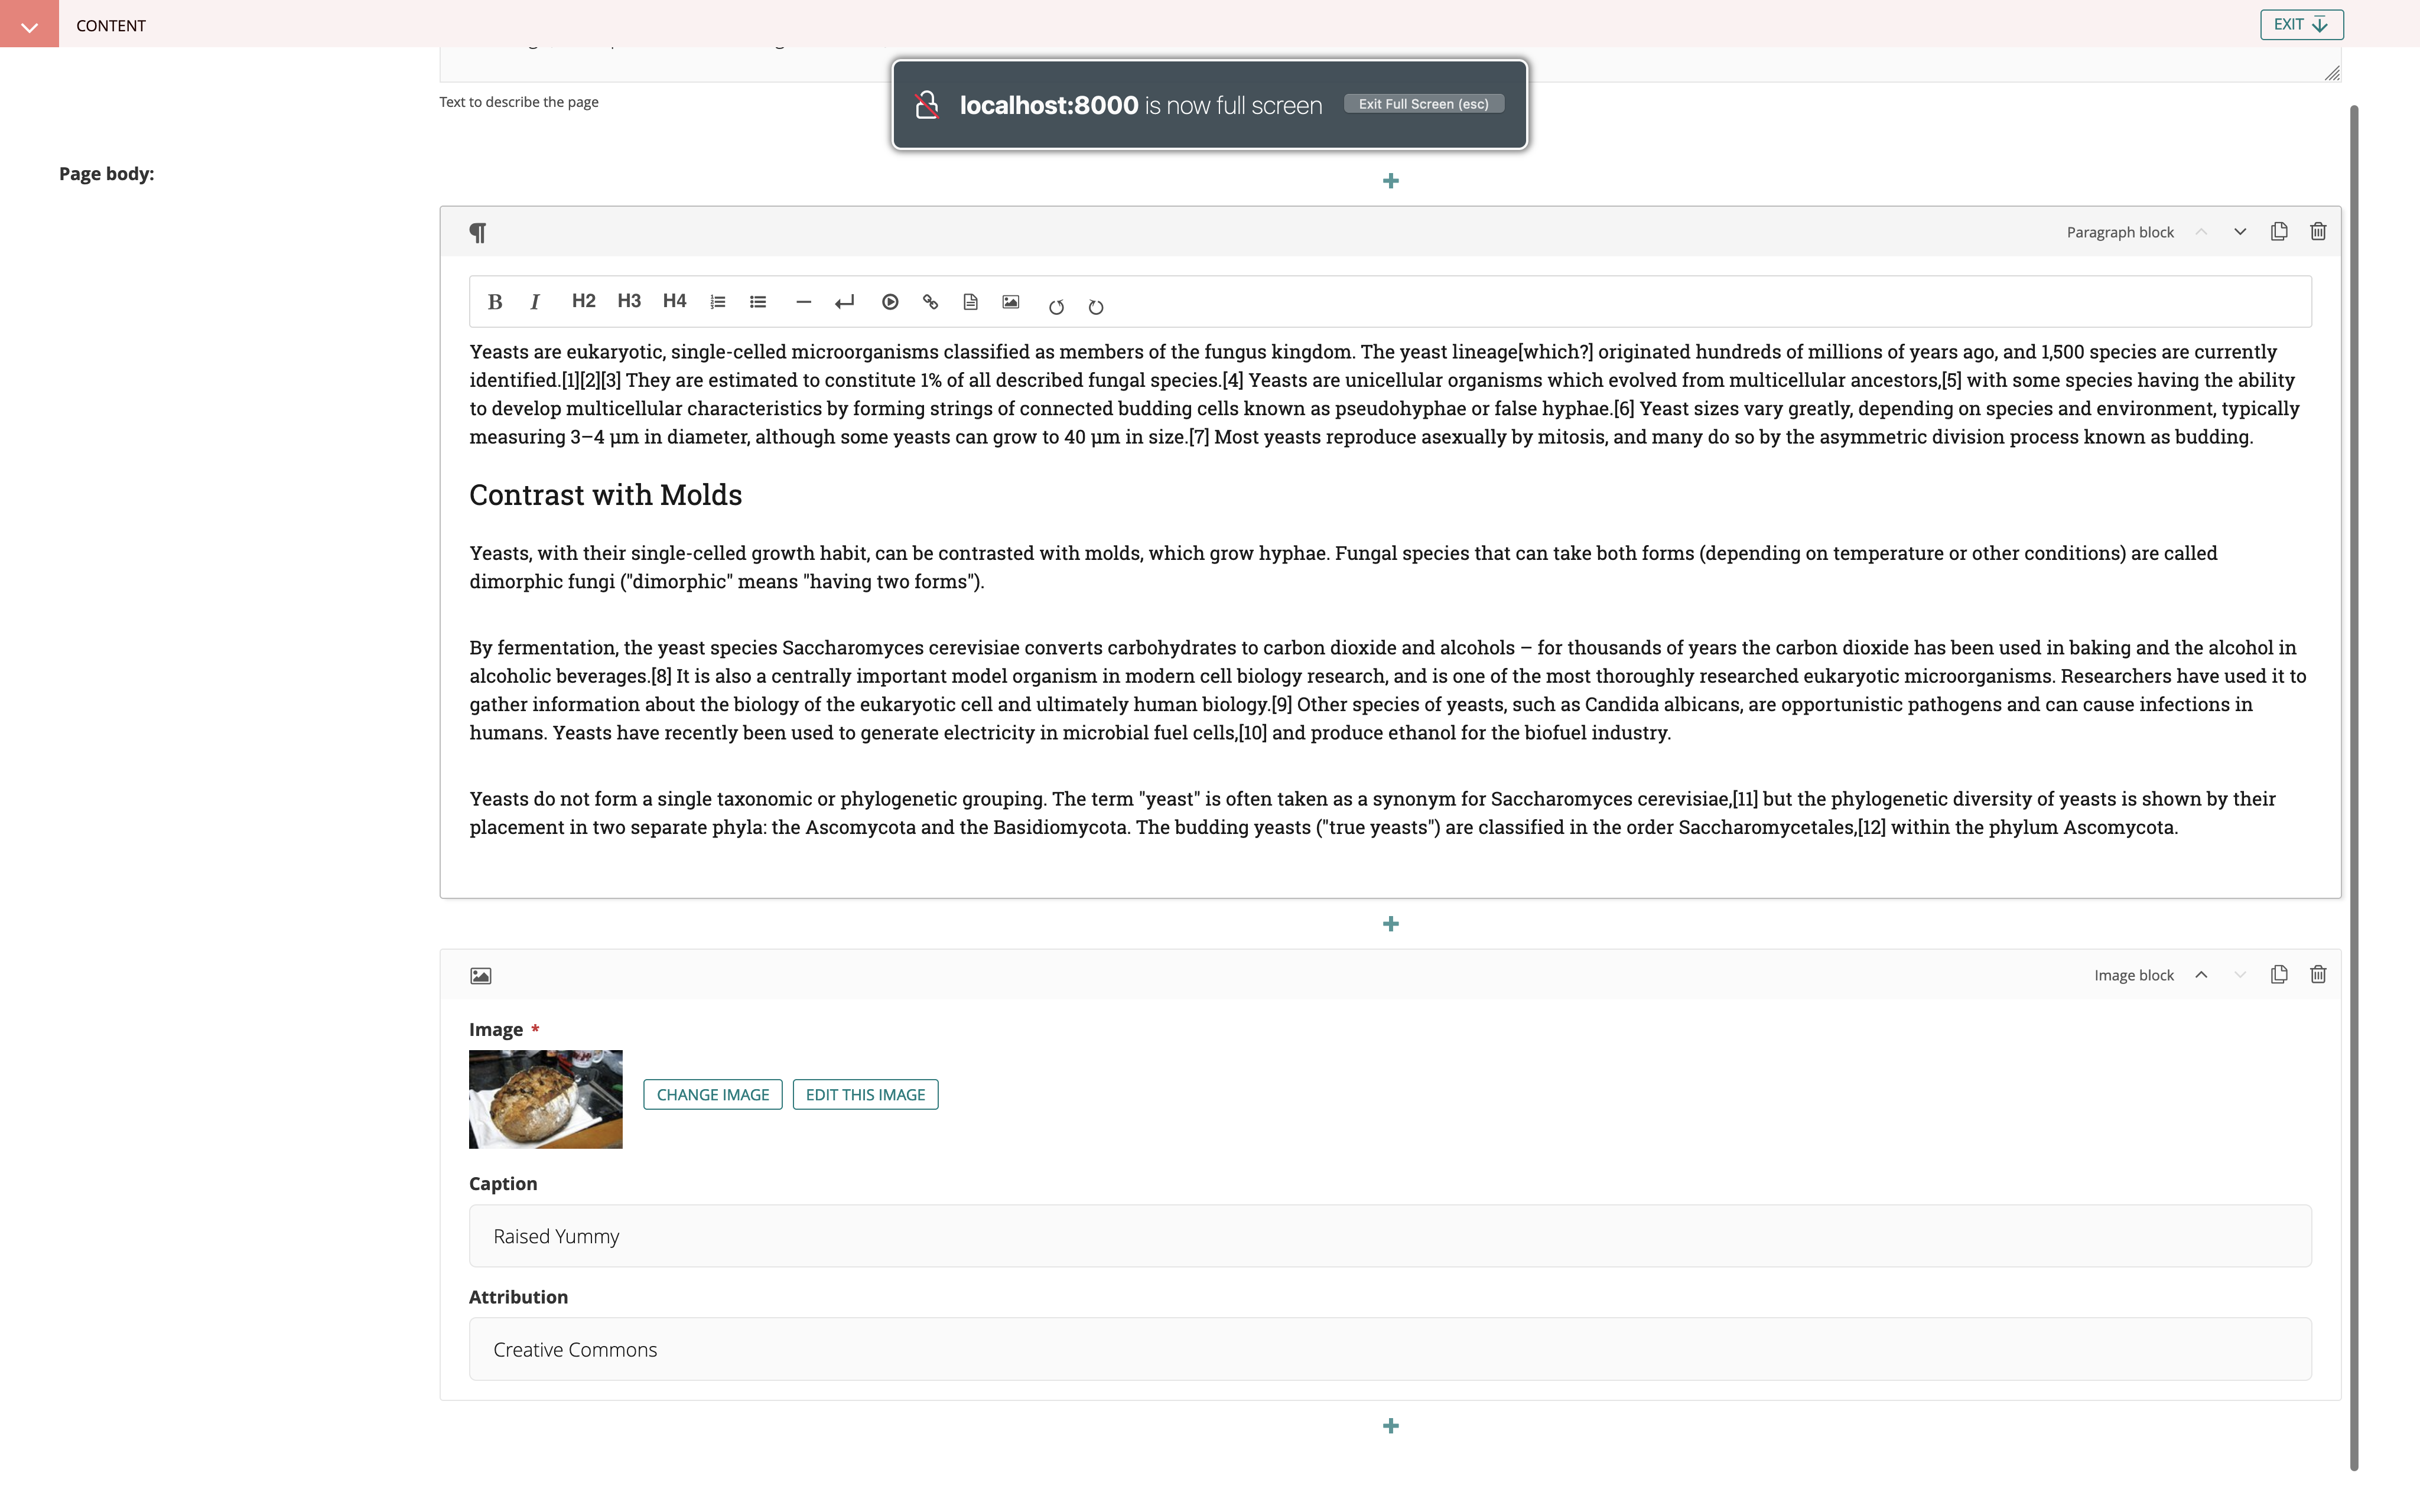 CONTENT
EXIT
localhost:8000 is now full screen
Exit Full Screen (esc)
Text to describe the page
Page body:
Paragraph block
B I H2 H3 H4
Yeasts are eukaryotic, single-celled microorganisms classified as members of the fungus kingdom. The yeast lineage[which?] originated hundreds of millions of years ago, and 1,500 species are currently
identified.[1][2][3] They are estimated to constitute 1% of all described fungal species.[4] Yeasts are unicellular organisms which evolved from multicellular ancestors,[5] with some species having the ability
to develop multicellular characteristics by forming strings of connected budding cells known as pseudohyphae or false hyphae.[6] Yeast sizes vary greatly, depending on species and environment, typically
measuring 3–4 µm in diameter, although some yeasts can grow to 40 µm in size.[7] Most yeasts reproduce asexually by mitosis, and many do so by the asymmetric division process known as budding.
Contrast with Molds
Yeasts, with their single-celled growth habit, can be contrasted with molds, which grow hyphae. Fungal species that can take both forms (depending on temperature or other conditions) are called
dimorphic fungi ("dimorphic" means "having two forms").
By fermentation, the yeast species Saccharomyces cerevisiae converts carbohydrates to carbon dioxide and alcohols – for thousands of years the carbon dioxide has been used in baking and the alcohol in
alcoholic beverages.[8] It is also a centrally important model organism in modern cell biology research, and is one of the most thoroughly researched eukaryotic microorganisms. Researchers have used it to
gather information about the biology of the eukaryotic cell and ultimately human biology.[9] Other species of yeasts, such as Candida albicans, are opportunistic pathogens and can cause infections in
humans. Yeasts have recently been used to generate electricity in microbial fuel cells,[10] and produce ethanol for the biofuel industry.
Yeasts do not form a single taxonomic or phylogenetic grouping. The term "yeast" is often taken as a synonym for Saccharomyces cerevisiae,[11] but the phylogenetic diversity of yeasts is shown by their
placement in two separate phyla: the Ascomycota and the Basidiomycota. The budding yeasts ("true yeasts") are classified in the order Saccharomycetales,[12] within the phylum Ascomycota.
Image block
Image *
CHANGE IMAGE
EDIT THIS IMAGE
Caption
Raised Yummy
Attribution
Creative Commons